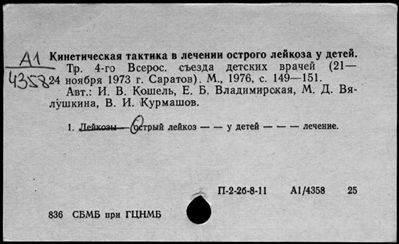 А1
4358
Кинетическая тактика в лечении острого лейкоза у детей.
Тр. 4-го Всерос. съезда детских врачей (21—
24 ноября 1973 г. Саратов). М., 1976, с. 149—151.
Авт.: И. В. Кошель, Е. Б. Владимирская, М. Д. Вя-
лушкина, В. И. Курмашов.
1. Лейкозы— Острый лейкоз — — у детей — — — лечение.
П-2-26-8-11 А1/4358 25
836 СБМБ при ГЦНМБ